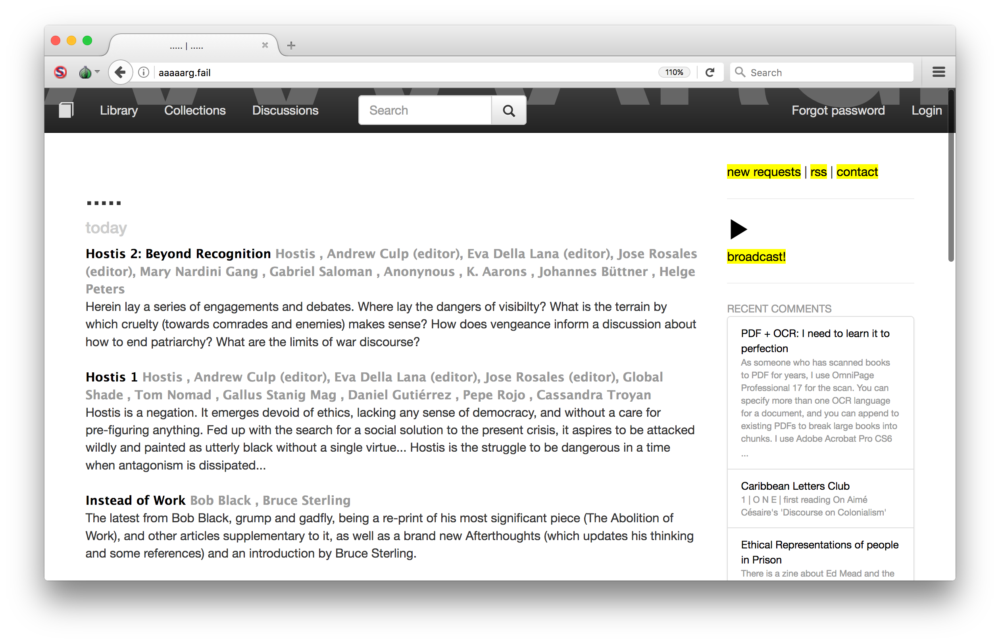 ..... | .....
aaaaarg.fail
110%
Search
Library Collections Discussions Search Forgot password Login
new requests | rss | contact
.....
today
Hostis 2: Beyond Recognition Hostis , Andrew Culp (editor), Eva Della Lana (editor), Jose Rosales
(editor), Mary Nardini Gang , Gabriel Saloman , Anonynous , K. Aarons , Johannes Büttner , Helge
Peters
Herein lay a series of engagements and debates. Where lay the dangers of visibilty? What is the terrain by
which cruelty (towards comrades and enemies) makes sense? How does vengeance inform a discussion about
how to end patriarchy? What are the limits of war discourse?
Hostis 1 Hostis , Andrew Culp (editor), Eva Della Lana (editor), Jose Rosales (editor), Global
Shade , Tom Nomad , Gallus Stanig Mag , Daniel Gutiérrez , Pepe Rojo , Cassandra Troyan
Hostis is a negation. It emerges devoid of ethics, lacking any sense of democracy, and without a care for
pre-figuring anything. Fed up with the search for a social solution to the present crisis, it aspires to be attacked
wildly and painted as utterly black without a single virtue... Hostis is the struggle to be dangerous in a time
when antagonism is dissipated...
Instead of Work Bob Black , Bruce Sterling
The latest from Bob Black, grump and gadfly, being a re-print of his most significant piece (The Abolition of
Work), and other articles supplementary to it, as well as a brand new Afterthoughts (which updates his thinking
and some references) and an introduction by Bruce Sterling.
broadcast!
RECENT COMMENTS
PDF + OCR: I need to learn it to
perfection
As someone who has scanned books
to PDF for years, I use OmniPage
Professional 17 for the scan. You can
specify more than one OCR language
for a document, and you can append to
existing PDFs to break large books into
chunks. I use Adobe Acrobat Pro CS6
...
Caribbean Letters Club
1 | O N E | first reading On Aimé
Césaire's 'Discourse on Colonialism'
Ethical Representations of people
in Prison
There is a zine about Ed Mead and the